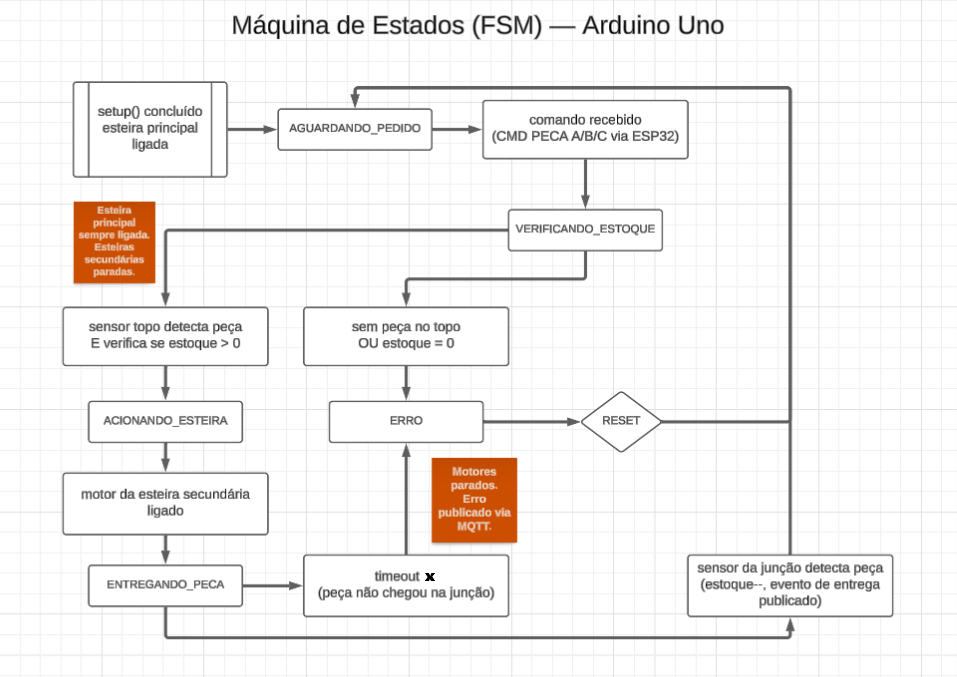 Máquina de Estados (FSM) — Arduino Uno
setup() concluído
esteira principal
ligada
AGUARDANDO_PEDIDO
comando recebido
(CMD PECA A/B/C via ESP32)
Esteira
principal
sempre ligada.
Esteiras
secundárias
paradas.
VERIFICANDO_ESTOQUE
sensor topo detecta peça
E verifica se estoque > 0
sem peça no topo
OU estoque = 0
ACIONANDO_ESTEIRA
ERRO
RESET
motor da esteira secundária
ligado
Motores
parados.
Erro
publicado via
MQTT.
ENTREGANDO_PECA
timeout x
(peça não chegou na junção)
sensor da junção detecta peça
(estoque--, evento de entrega
publicado)